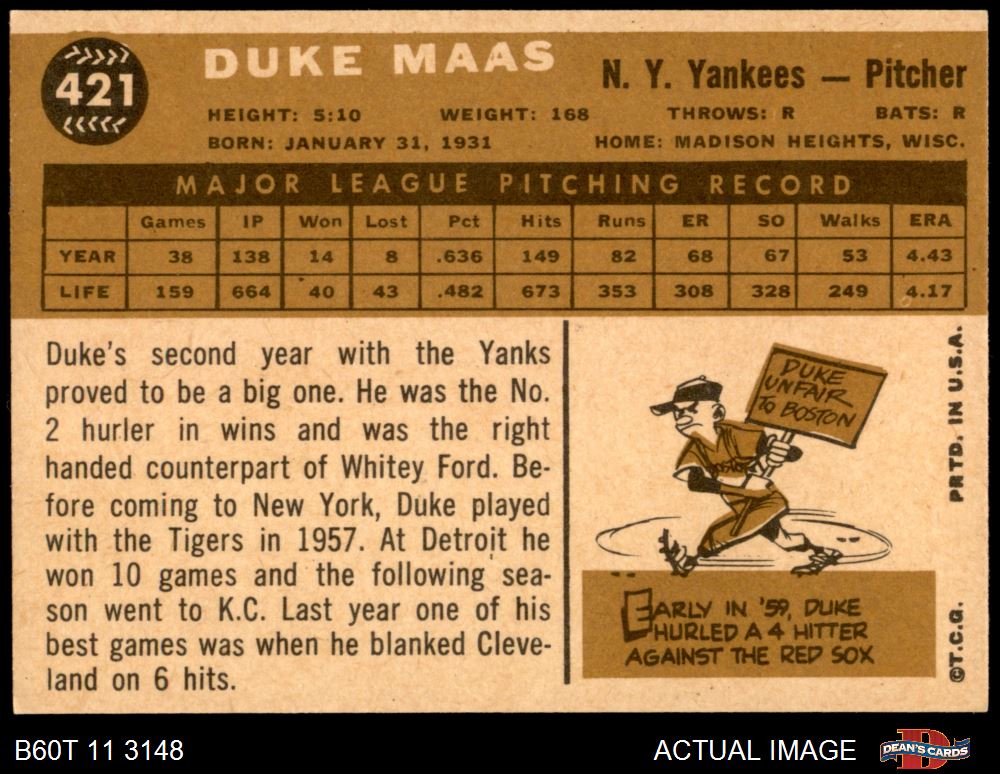 421
DUKE MAAS
N. Y. Yankees — Pitcher
HEIGHT: 5:10 WEIGHT: 168 THROWS: R BATS: R
BORN: JANUARY 31, 1931 HOME: MADISON HEIGHTS, WISC.
MAJOR LEAGUE PITCHING RECORD
Games IP Won Lost Pct Hits Runs ER SO Walks ERA
YEAR 38 138 14 8 .636 149 82 68 67 53 4.43
LIFE 159 664 40 43 .482 673 353 308 328 249 4.17
Duke's second year with the Yanks
proved to be a big one. He was the No.
2 hurler in wins and was the right
handed counterpart of Whitey Ford. Be-
fore coming to New York, Duke played
with the Tigers in 1957. At Detroit he
won 10 games and the following sea-
son went to K.C. Last year one of his
best games was when he blanked Cleve-
land on 6 hits.
DUKE
UNFAIR
TO BOSTON
EARLY IN '59, DUKE
HURLED A 4 HITTER
AGAINST THE RED SOX
©T.C.G. PRTD. IN U.S.A.
B60T 11 3148 ACTUAL IMAGE DEAN'S CARDS